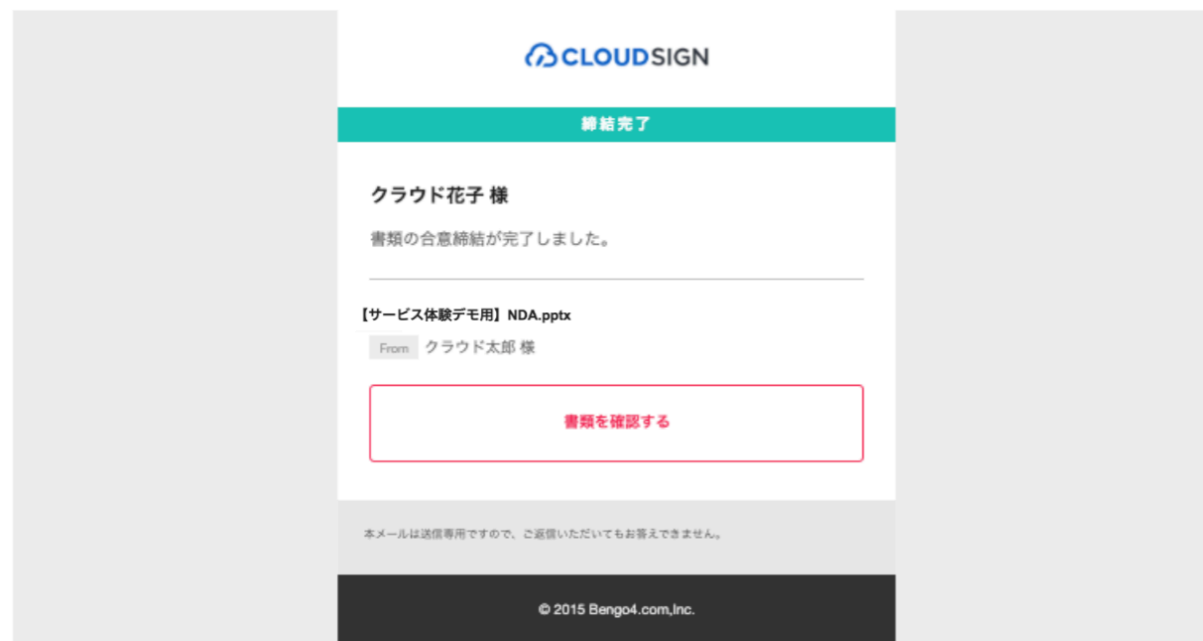 CLOUDSIGN
締結完了
クラウド花子 様
書類の合意締結が完了しました。
【サービス体験デモ用】NDA.pptx
From クラウド太郎 様
書類を確認する
本メールは送信専用ですので、ご返信いただいてもお答えできません。
© 2015 Bengo4.com,Inc.